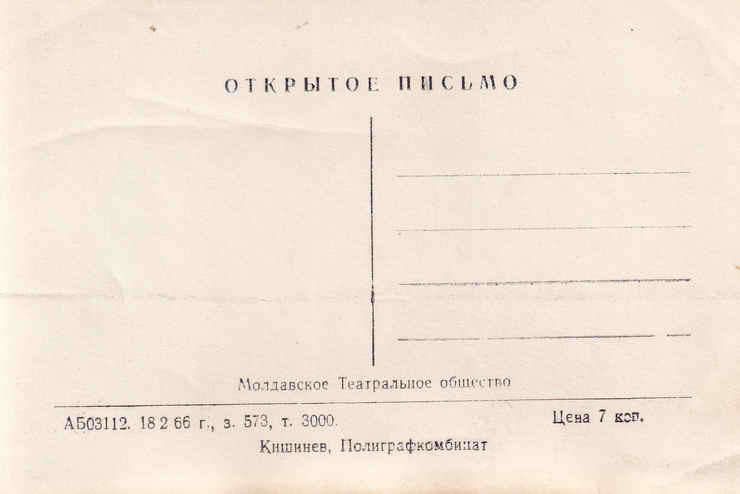 ОТКРЫТОЕ ПИСЬМО
Молдавское Театральное общество
АБ03112. 18 2 66 г., з. 573, т. 3000.
Цена 7 коп.
Кишинев, Полиграфкомбинат